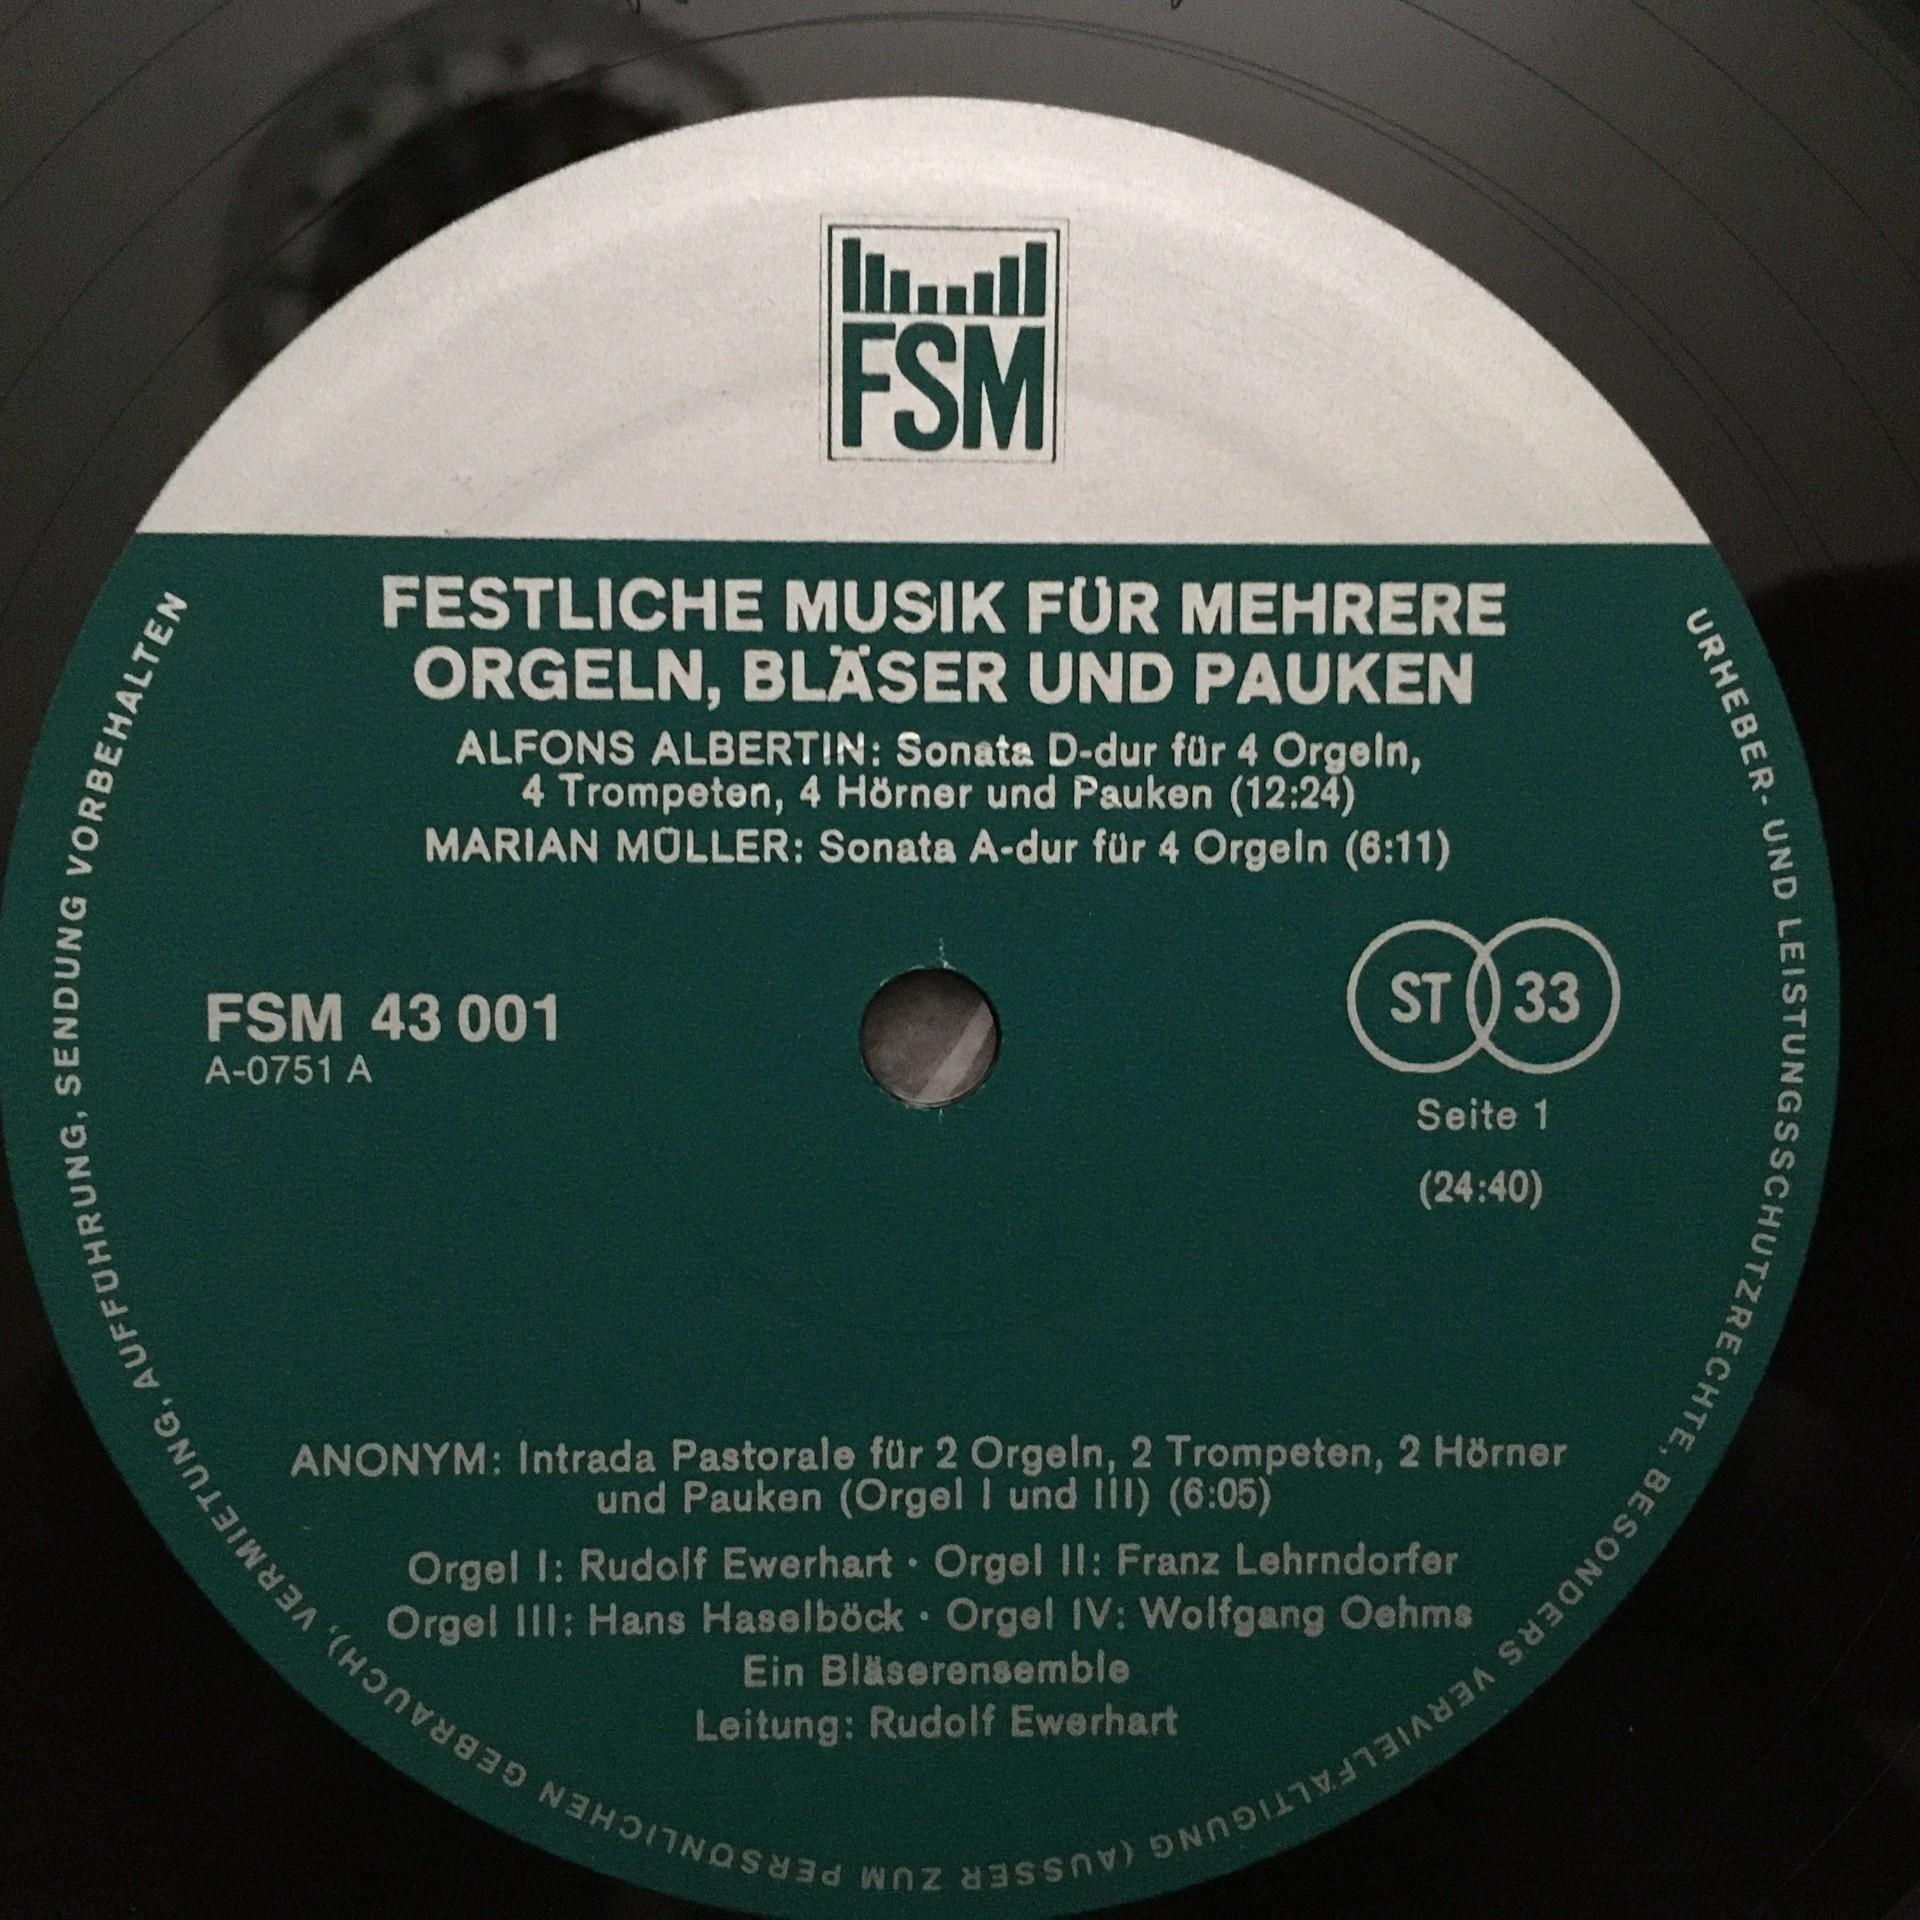 FSM
FESTLICHE MUSIK FÜR MEHRERE
ORGELN, BLÄSER UND PAUKEN
ALFONS ALBERTIN: Sonata D-dur für 4 Orgeln,
4 Trompeten, 4 Hörner und Pauken (12:24)
MARIAN MÜLLER: Sonata A-dur für 4 Orgeln (6:11)
FSM 43 001
A-0751 A
ST 33
Seite 1
(24:40)
ANONYM: Intrada Pastorale für 2 Orgeln, 2 Trompeten, 2 Hörner
und Pauken (Orgel I und III) (6:05)
Orgel I: Rudolf Ewerhart · Orgel II: Franz Lehrndorfer
Orgel III: Hans Haselböck · Orgel IV: Wolfgang Oehms
Ein Bläserensemble
Leitung: Rudolf Ewerhart
URHEBER- UND LEISTUNGSSCHUTZRECHTE, BESONDERS VERVIELFÄLTIGUNG (AUSSER ZUM PERSÖNLICHEN GEBRAUCH), VERMIETUNG, AUFFÜHRUNG, SENDUNG VORBEHALTEN